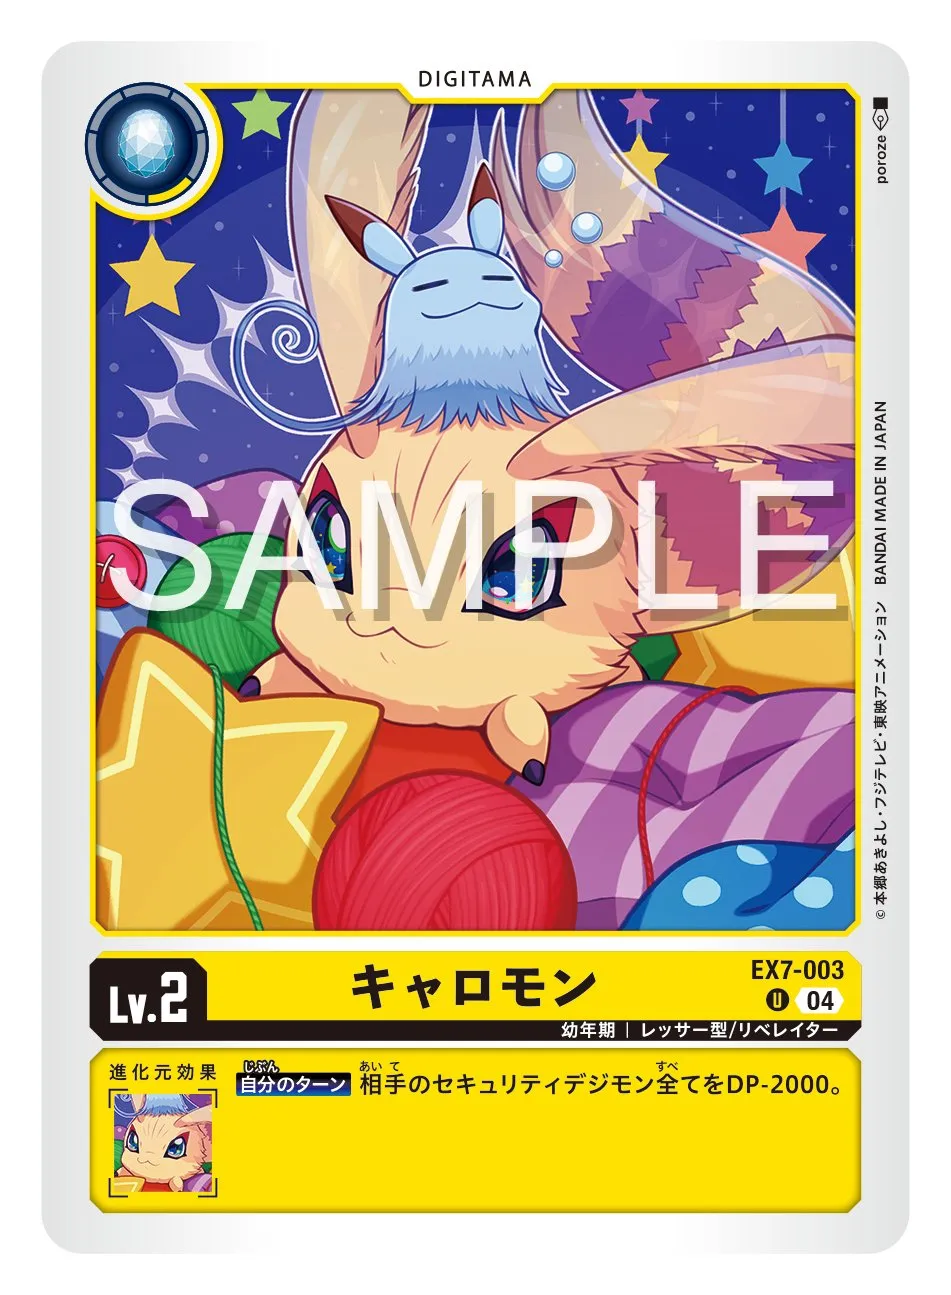 DIGITAMA
poroze
SAMPLE
BANDAI MADE IN JAPAN
© 本郷あきよし・フジテレビ・東映アニメーション
Lv.2
キャロモン
EX7-003
U 04
幼年期 | レッサー型/リベレイター
進化元効果
じぶん あいて すべ
自分のターン 相手のセキュリティデジモン全てをDP-2000。